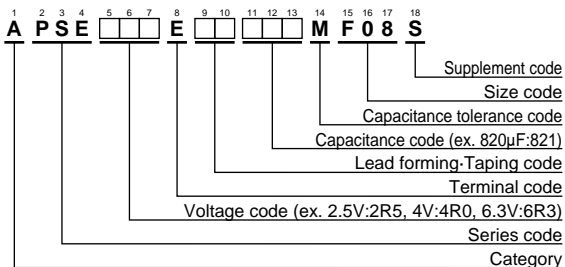 1 2 3 4 5 6 7 8 9 10 11 12 13 14 15 16 17 18
A P S E E M F 0 8 S
Supplement code
Size code
Capacitance tolerance code
Capacitance code (ex. 820μF:821)
Lead forming·Taping code
Terminal code
Voltage code (ex. 2.5V:2R5, 4V:4R0, 6.3V:6R3)
Series code
Category